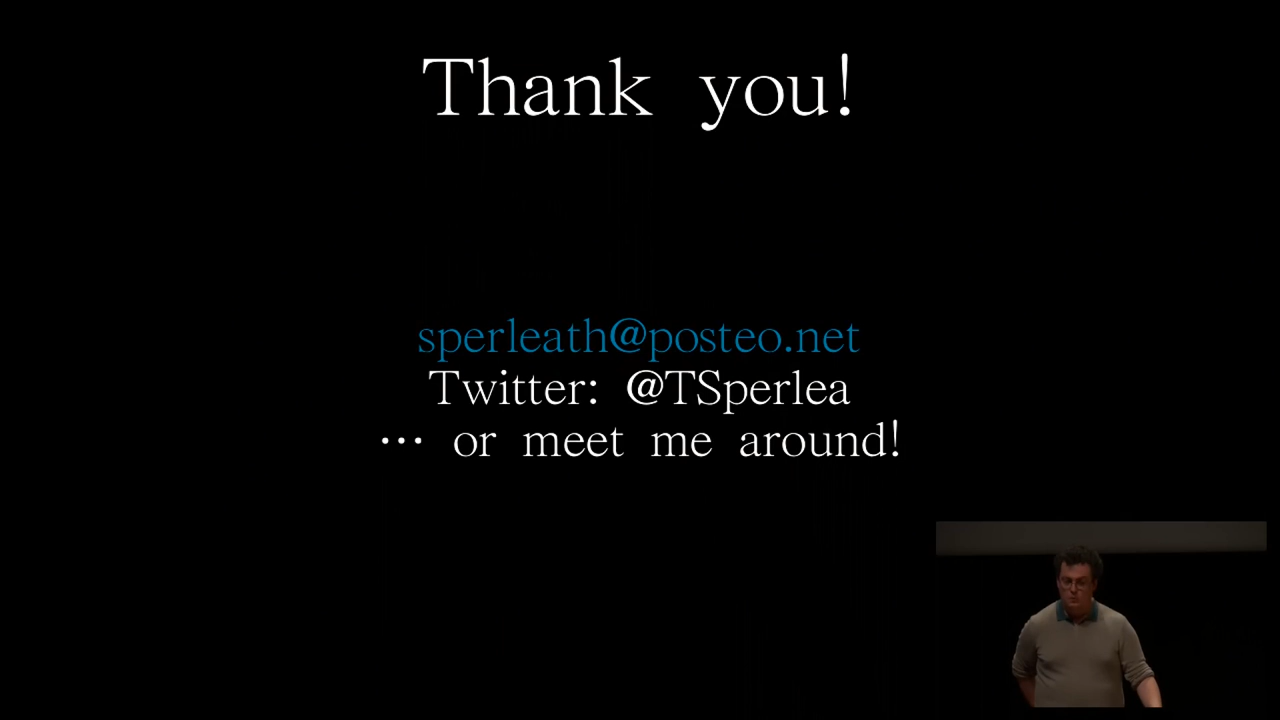 Thank you!
sperleath@posteo.net
Twitter: @TSperlea
… or meet me around!